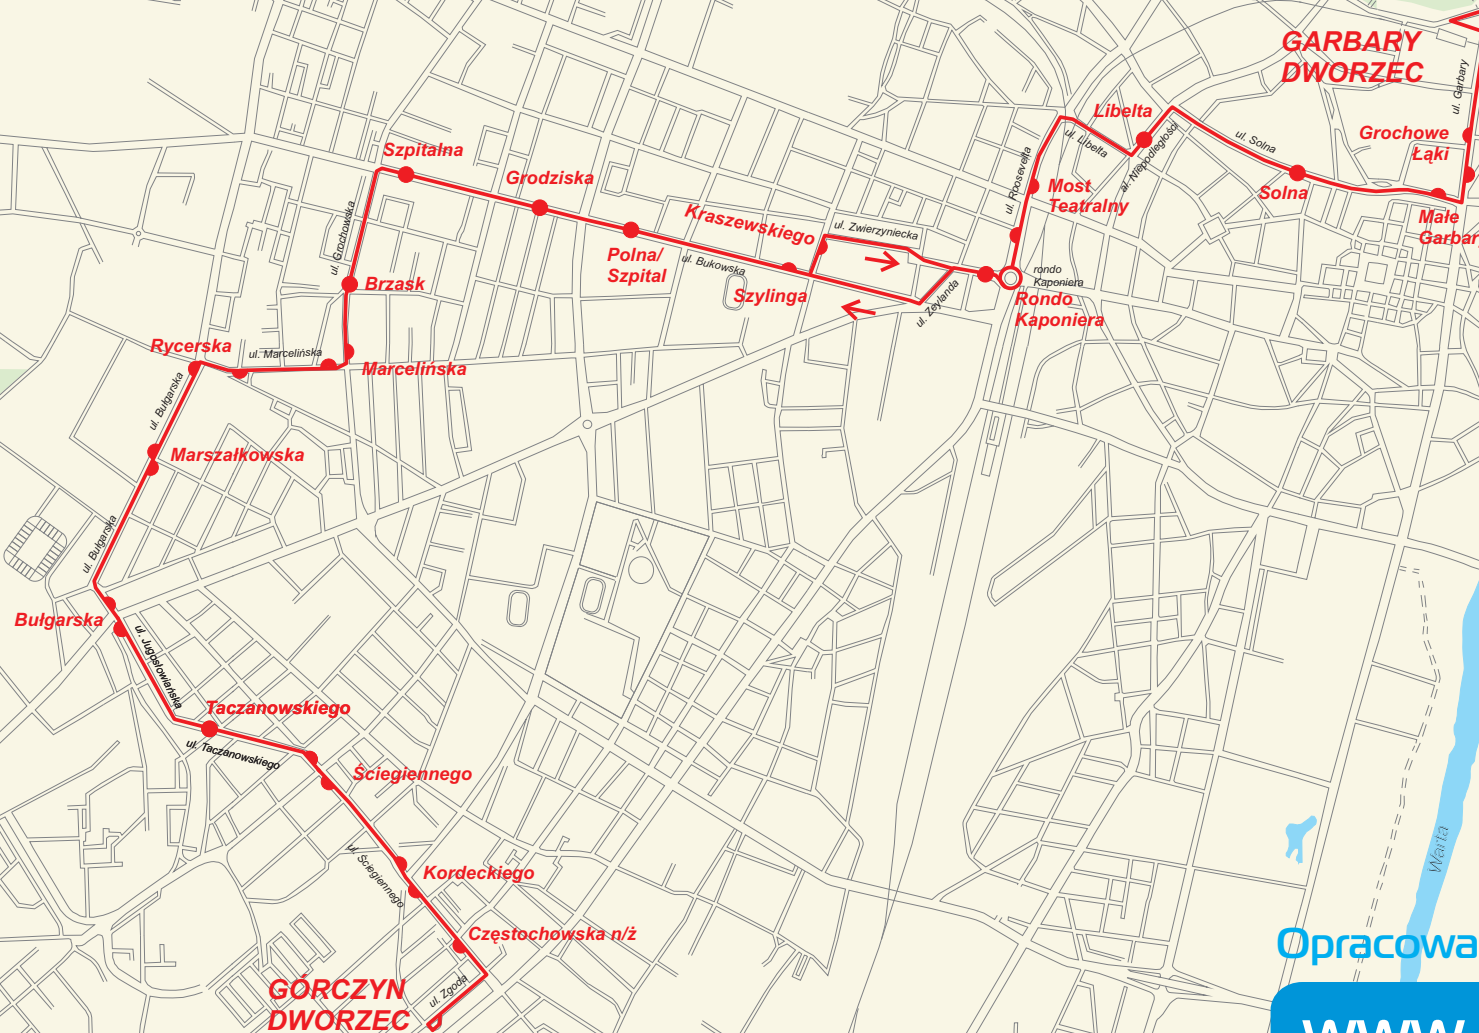 GARBARY
DWORZEC
ul. Garbary
Libelta
ul. Libelta
al. Niepodległości
ul. Solna
Grochowe
Łąki
Solna
Małe
Garbary
Szpitalna
Grodziska
ul. Grochowska
Kraszewskiego
ul. Zwierzyniecka
ul. Roosevelta
Most
Teatralny
Polna/
Szpital
ul. Bukowska
Szylinga
ul. Zeylanda
rondo
Kaponiera
Rondo
Kaponiera
Brzask
Rycerska
ul. Marcelińska
Marcelińska
ul. Bułgarska
Marszałkowska
ul. Bułgarska
Bułgarska
ul. Jugosłowiańska
Taczanowskiego
ul. Taczanowskiego
Ściegiennego
ul. Ściegiennego
Kordeckiego
Częstochowska n/ż
GÓRCZYN
DWORZEC
ul. Zgoda
Warta
Opracowa
www.